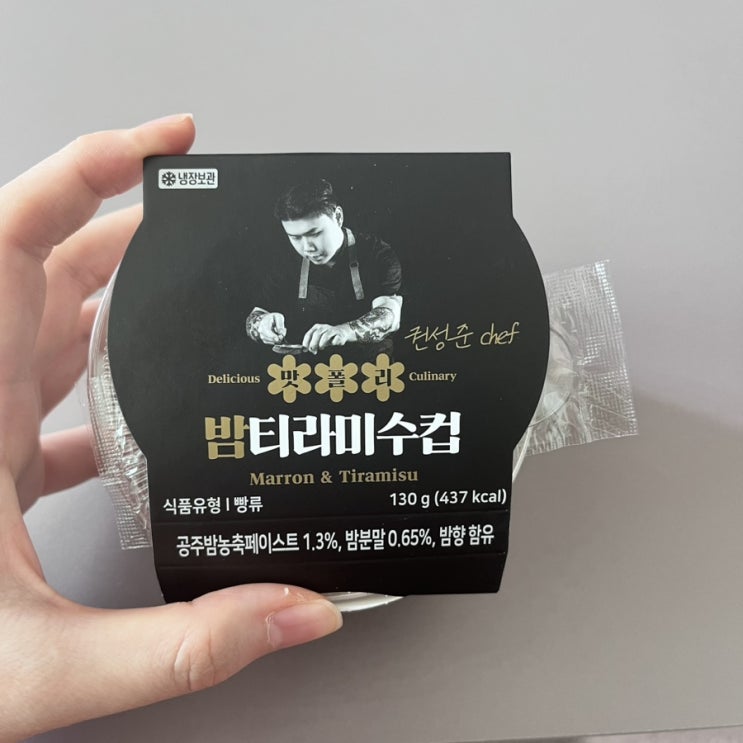 냉장보관
권성준 chef
Delicious 맛폴리 Culinary
밤티라미수컵
Marron & Tiramisu
식품유형 l 빵류 130 g (437 kcal)
공주밤농축페이스트 1.3%, 밤분말 0.65%, 밤향 함유